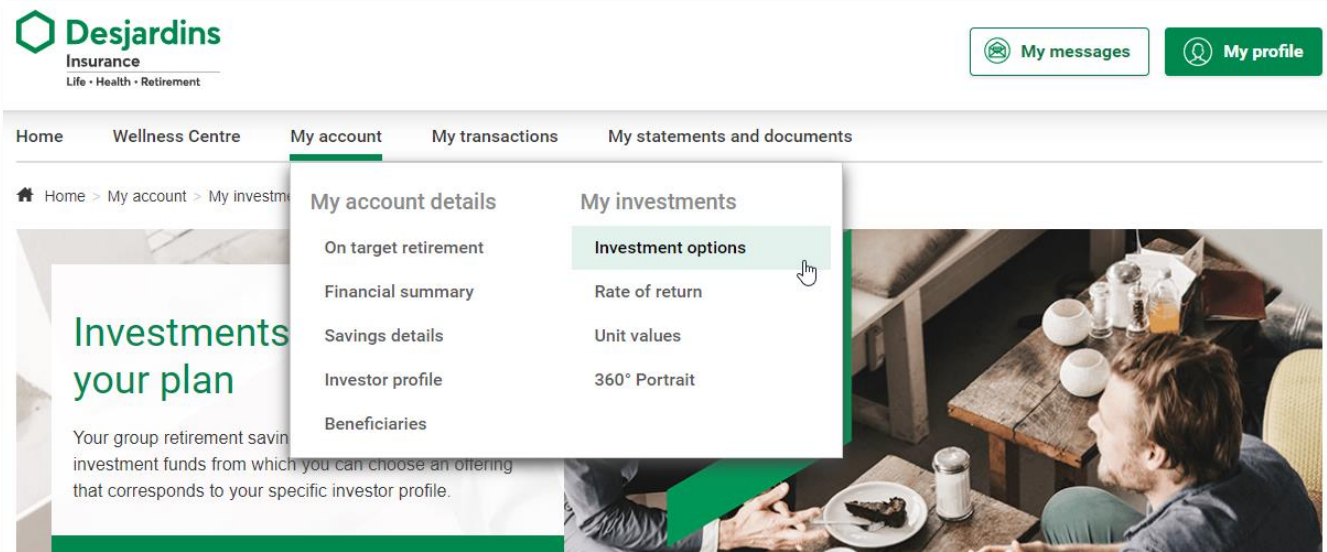 Desjardins
Insurance
Life • Health • Retirement
My messages
My profile
Home Wellness Centre My account My transactions My statements and documents
Home > My account >
My account details
On target retirement
Financial summary
Savings details
Investor profile
Beneficiaries
My investments
Investment options
Rate of return
Unit values
360° Portrait
Investments
your plan
Your group retirement
investment funds from which you can choose an offering
that corresponds to your specific investor profile.